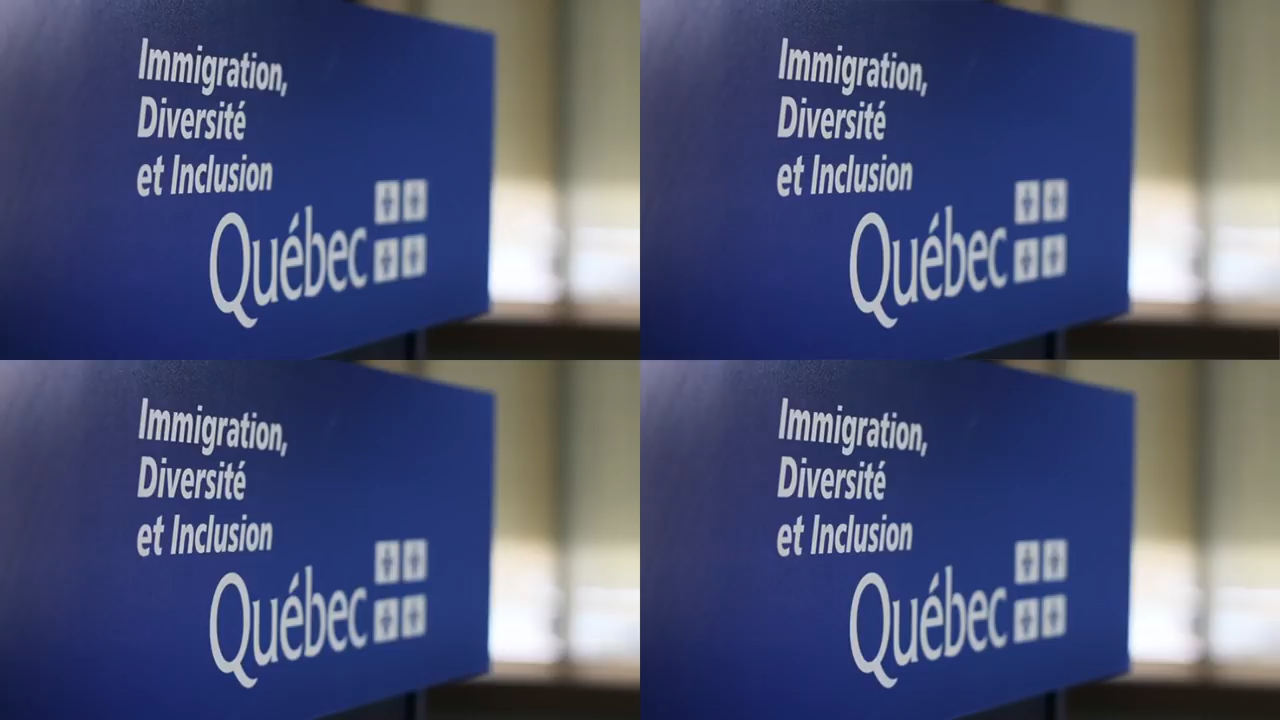 Immigration,
Diversité
et Inclusion
Québec
Immigration,
Diversité
et Inclusion
Québec
Immigration,
Diversité
et Inclusion
Québec
Immigration,
Diversité
et Inclusion
Québec